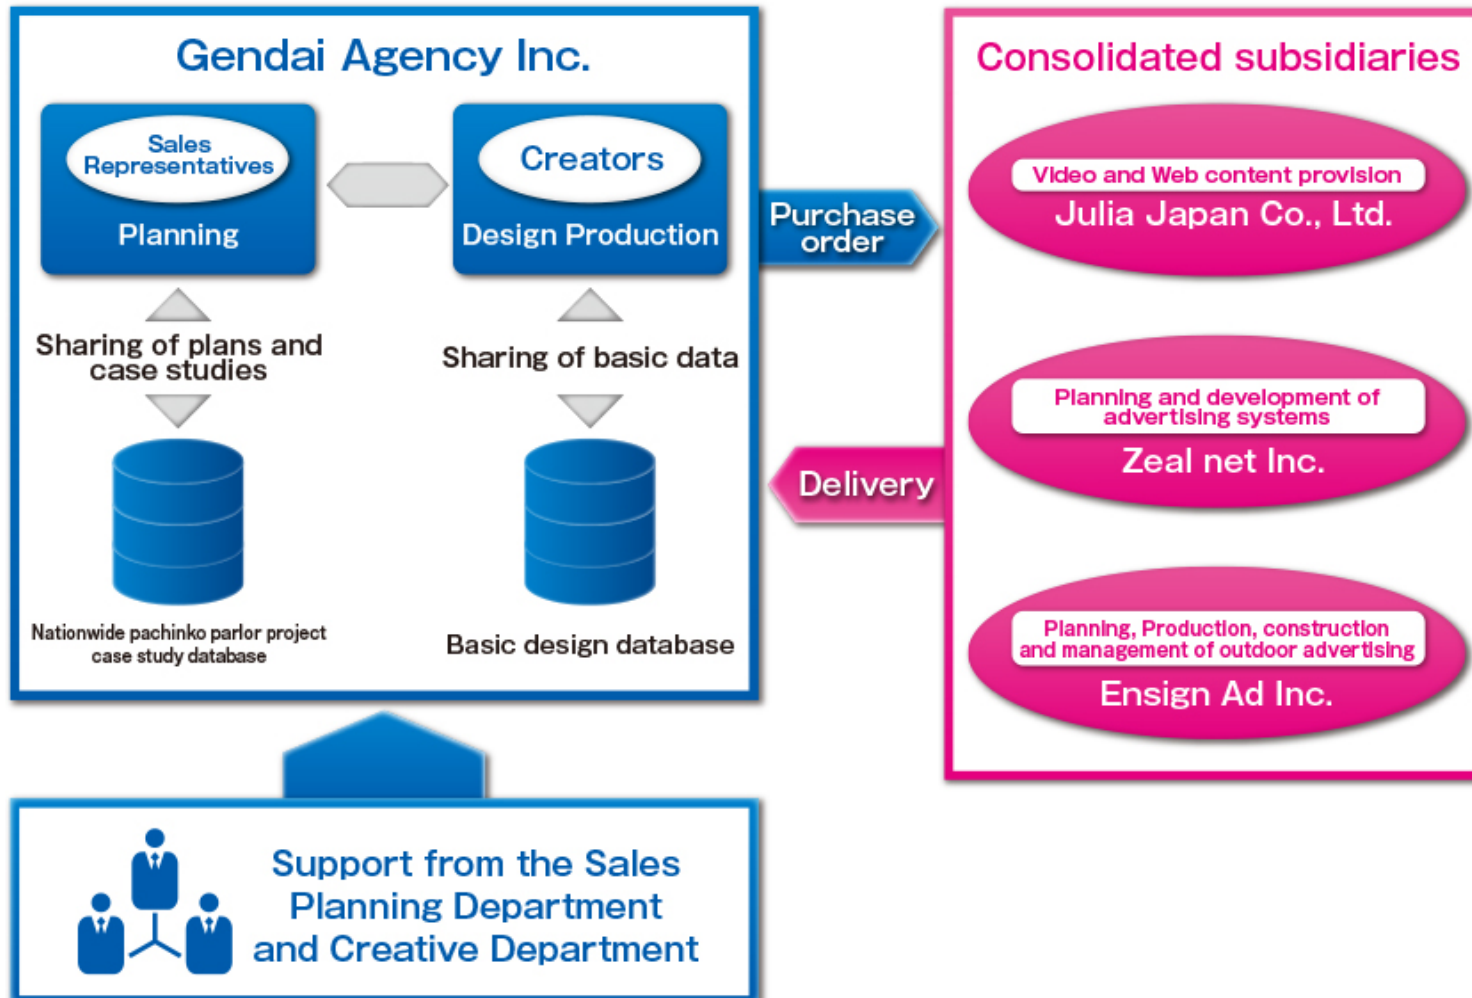 Gendai Agency Inc.
Sales
Representatives
Planning
Creators
Design Production
Sharing of plans and
case studies
Sharing of basic data
Nationwide pachinko parlor project
case study database
Basic design database
Purchase
order
Delivery
Consolidated subsidiaries
Video and Web content provision
Julia Japan Co., Ltd.
Planning and development of
advertising systems
Zeal net Inc.
Planning, Production, construction
and management of outdoor advertising
Ensign Ad Inc.
Support from the Sales
Planning Department
and Creative Department